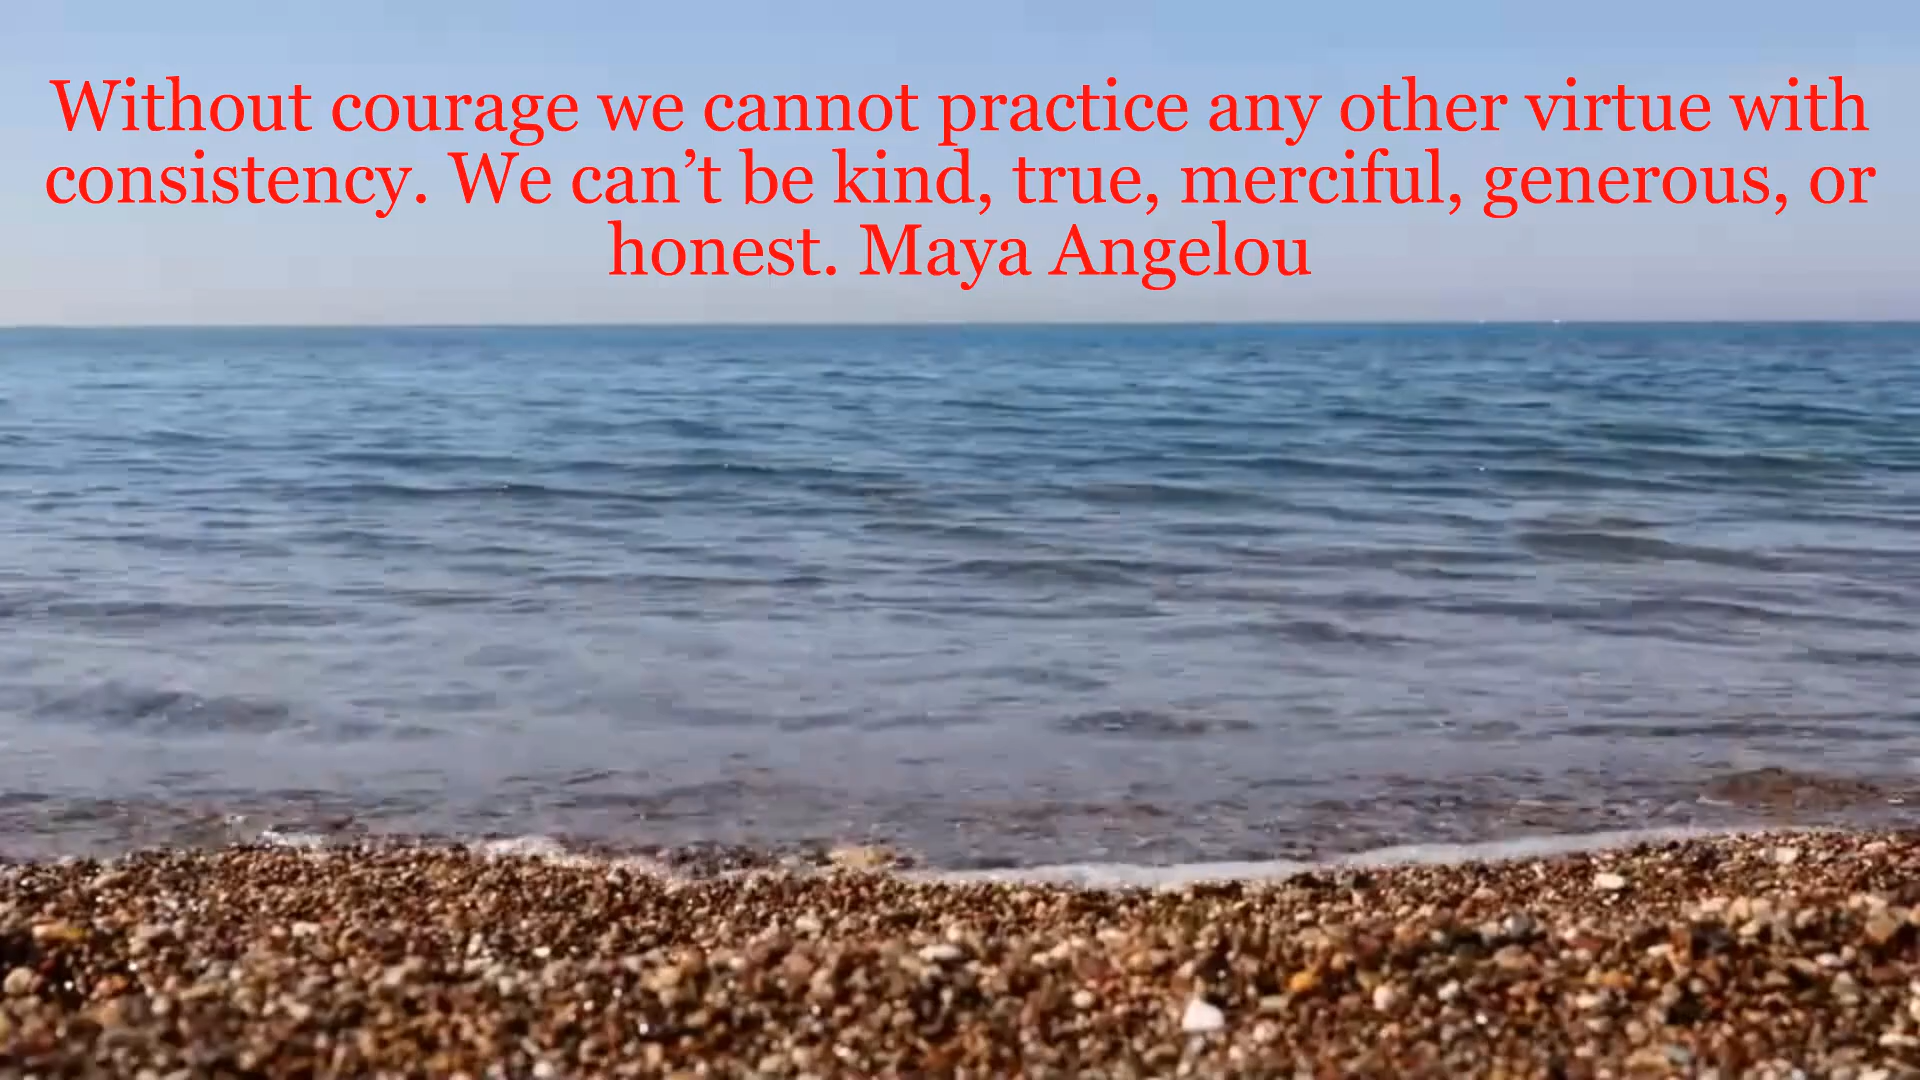 Without courage we cannot practice any other virtue with
consistency. We can’t be kind, true, merciful, generous, or
honest. Maya Angelou